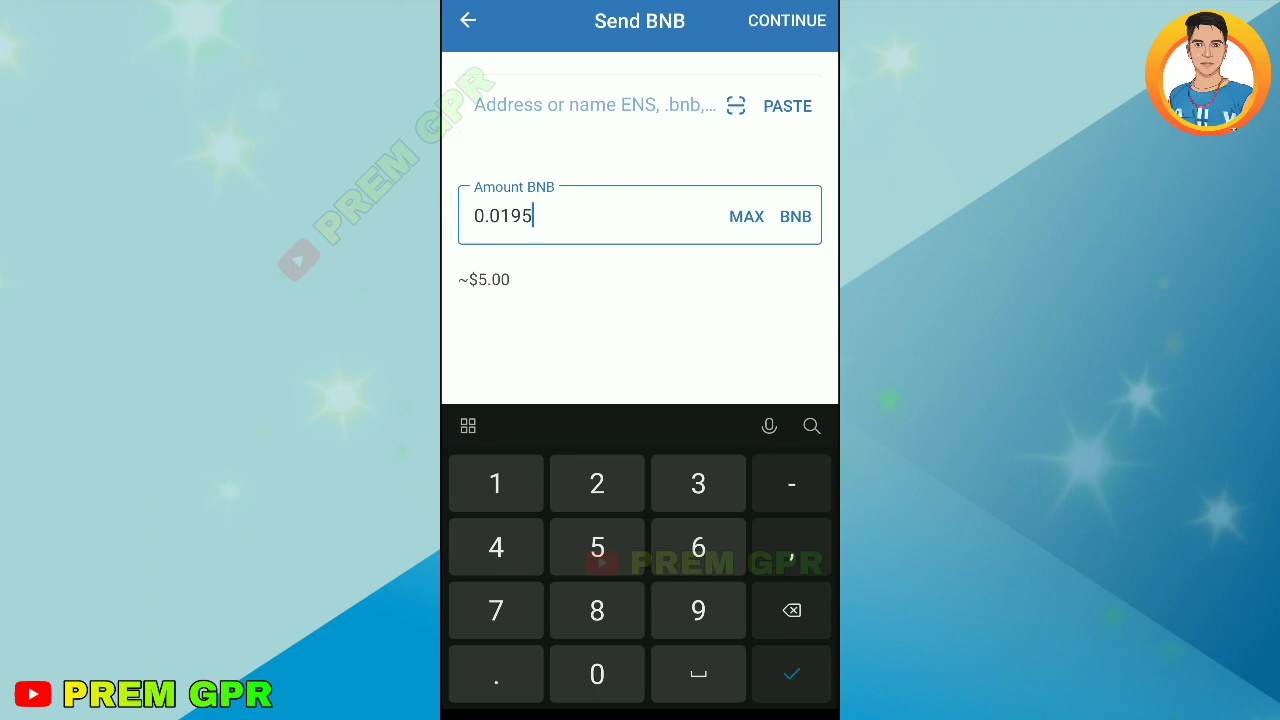 Send BNB
CONTINUE
Address or name ENS, .bnb,...
PASTE
PREM GPR
Amount BNB
0.0195
MAX
BNB
~$5.00
1
2
3
-
4
5
6
,
PREM GPR
7
8
9
.
0
PREM GPR